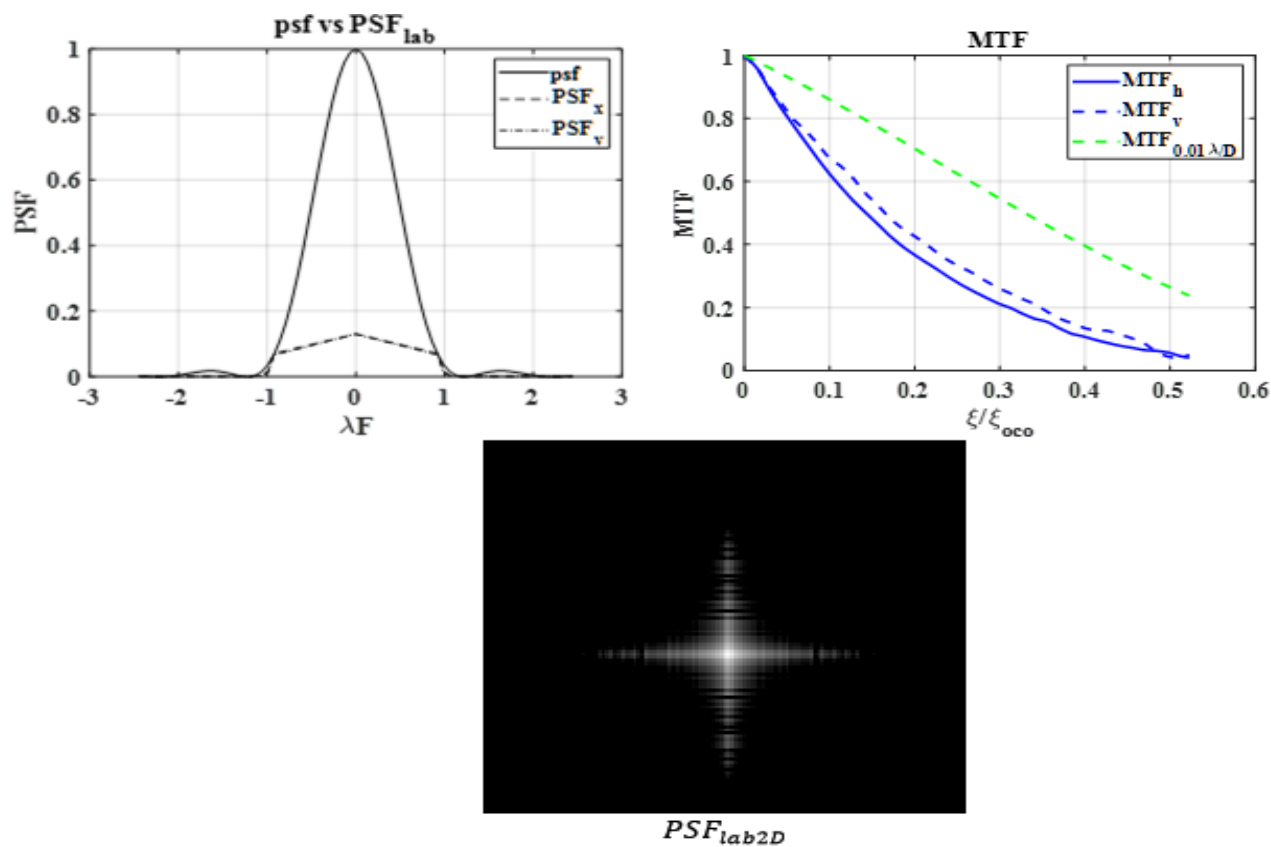 psf vs PSF_lab
1
0.8
0.6
0.4
0.2
0
PSF
-3 -2 -1 0 1 2 3
λF
psf
PSF_x
PSF_v
MTF
1
0.8
0.6
0.4
0.2
0
MTF
0 0.1 0.2 0.3 0.4 0.5 0.6
ξ/ξ_oco
MTF_h
MTF_v
MTF_0.01 λ/D
PSF_lab2D